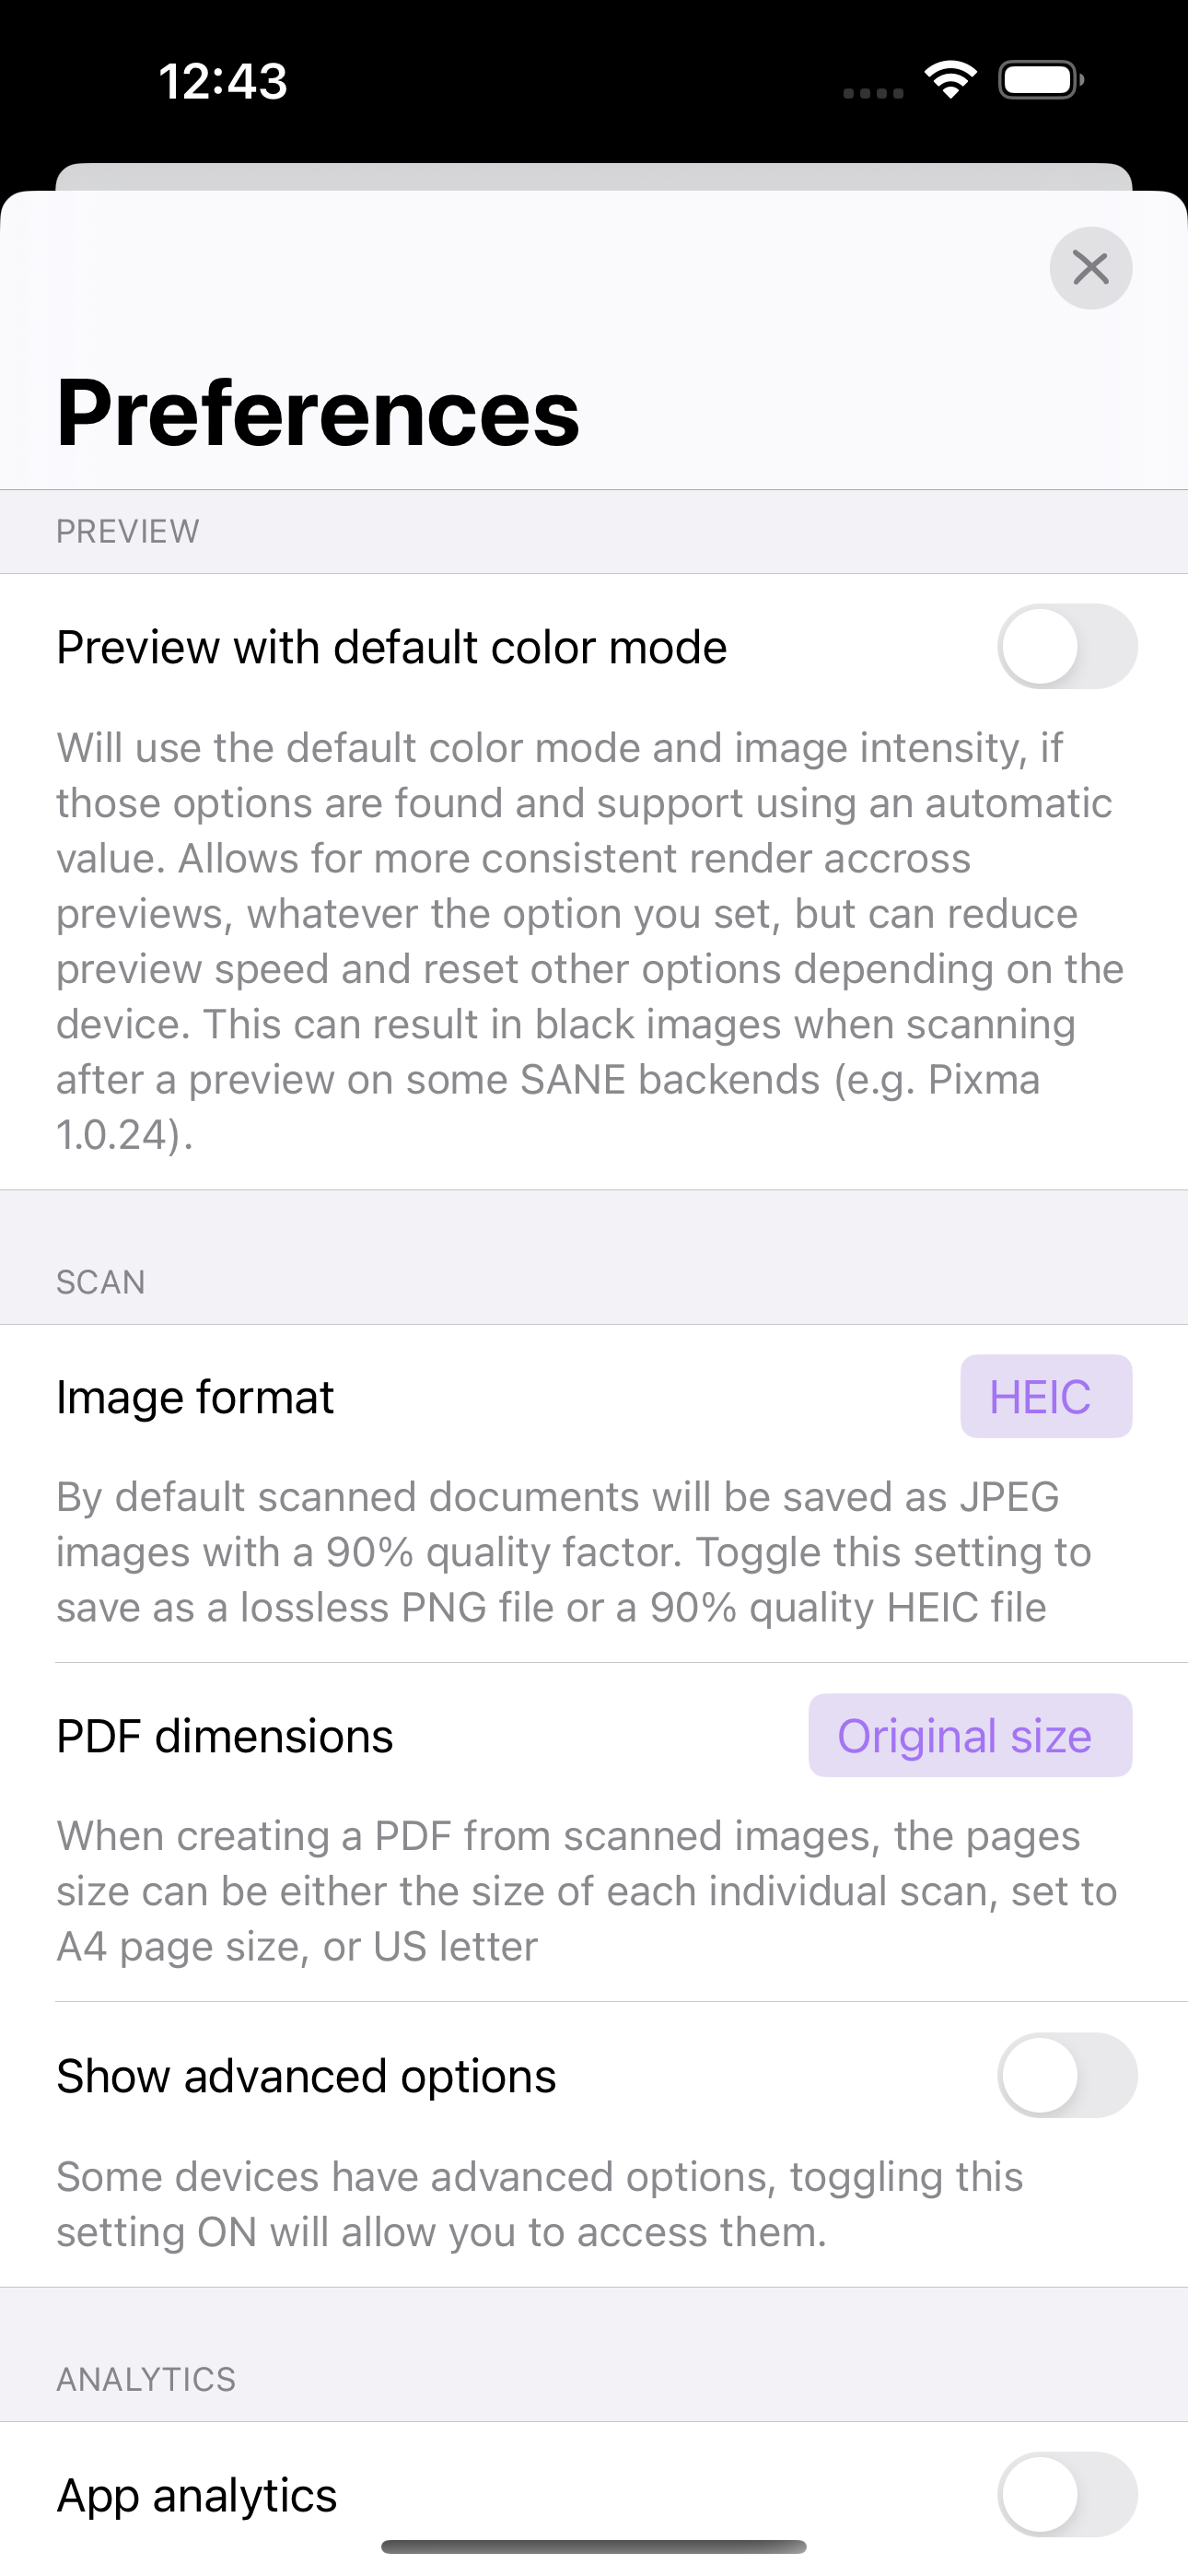 12:43
Preferences
PREVIEW
Preview with default color mode
Will use the default color mode and image intensity, if
those options are found and support using an automatic
value. Allows for more consistent render accross
previews, whatever the option you set, but can reduce
preview speed and reset other options depending on the
device. This can result in black images when scanning
after a preview on some SANE backends (e.g. Pixma
1.0.24).
SCAN
Image format HEIC
By default scanned documents will be saved as JPEG
images with a 90% quality factor. Toggle this setting to
save as a lossless PNG file or a 90% quality HEIC file
PDF dimensions Original size
When creating a PDF from scanned images, the pages
size can be either the size of each individual scan, set to
A4 page size, or US letter
Show advanced options
Some devices have advanced options, toggling this
setting ON will allow you to access them.
ANALYTICS
App analytics